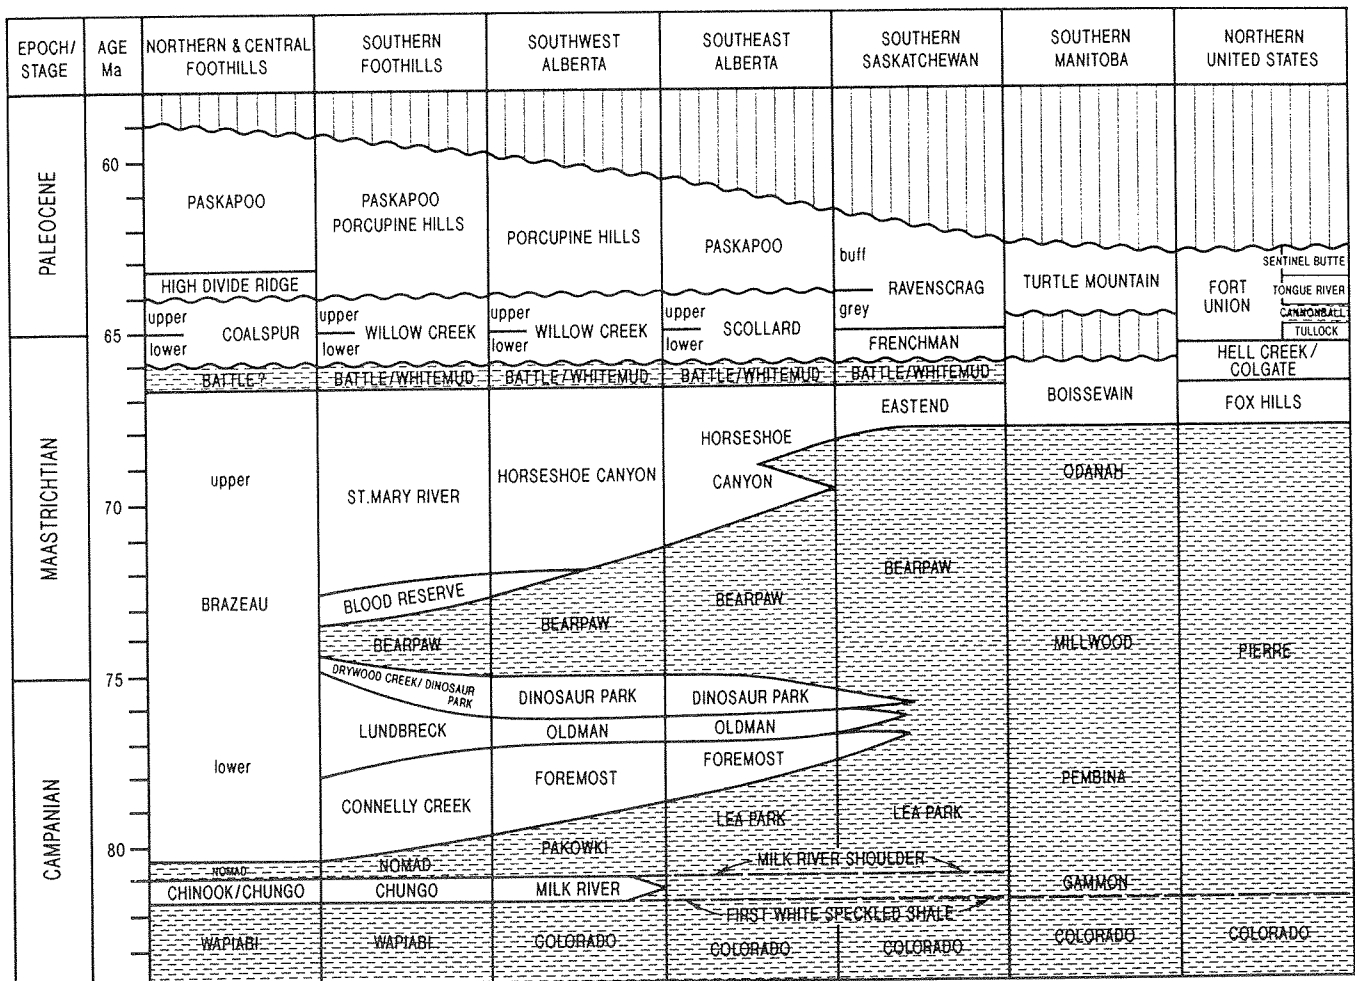 EPOCH/
STAGE
AGE
Ma
NORTHERN & CENTRAL
FOOTHILLS
SOUTHERN
FOOTHILLS
SOUTHWEST
ALBERTA
SOUTHEAST
ALBERTA
SOUTHERN
SASKATCHEWAN
SOUTHERN
MANITOBA
NORTHERN
UNITED STATES
PALEOCENE
MAASTRICHTIAN
CAMPANIAN
60
65
70
75
80
PASKAPOO
HIGH DIVIDE RIDGE
upper
COALSPUR
lower
BATTLE?
upper
BRAZEAU
lower
NOMAD
CHINOOK/CHUNGO
WAPIABI
PASKAPOO
PORCUPINE HILLS
upper
WILLOW CREEK
lower
BATTLE/WHITEMUD
ST.MARY RIVER
BLOOD RESERVE
BEARPAW
DRYWOOD CREEK/DINOSAUR
PARK
LUNDBRECK
CONNELLY CREEK
NOMAD
CHUNGO
WAPIABI
PORCUPINE HILLS
upper
WILLOW CREEK
lower
BATTLE/WHITEMUD
HORSESHOE CANYON
BEARPAW
DINOSAUR PARK
OLDMAN
FOREMOST
PAKOWKI
MILK RIVER
COLORADO
PASKAPOO
upper
SCOLLARD
lower
BATTLE/WHITEMUD
HORSESHOE
CANYON
BEARPAW
DINOSAUR PARK
OLDMAN
FOREMOST
LEA PARK
MILK RIVER SHOULDER
FIRST WHITE SPECKLED SHALE
COLORADO
buff
RAVENSCRAG
grey
FRENCHMAN
BATTLE/WHITEMUD
EASTEND
BEARPAW
LEA PARK
COLORADO
TURTLE MOUNTAIN
BOISSEVAIN
ODANAH
MILLWOOD
PEMBINA
GAMMON
COLORADO
SENTINEL BUTTE
FORT
UNION
TONGUE RIVER
CANNONBALL
TULLOCK
HELL CREEK/
COLGATE
FOX HILLS
PIERRE
COLORADO